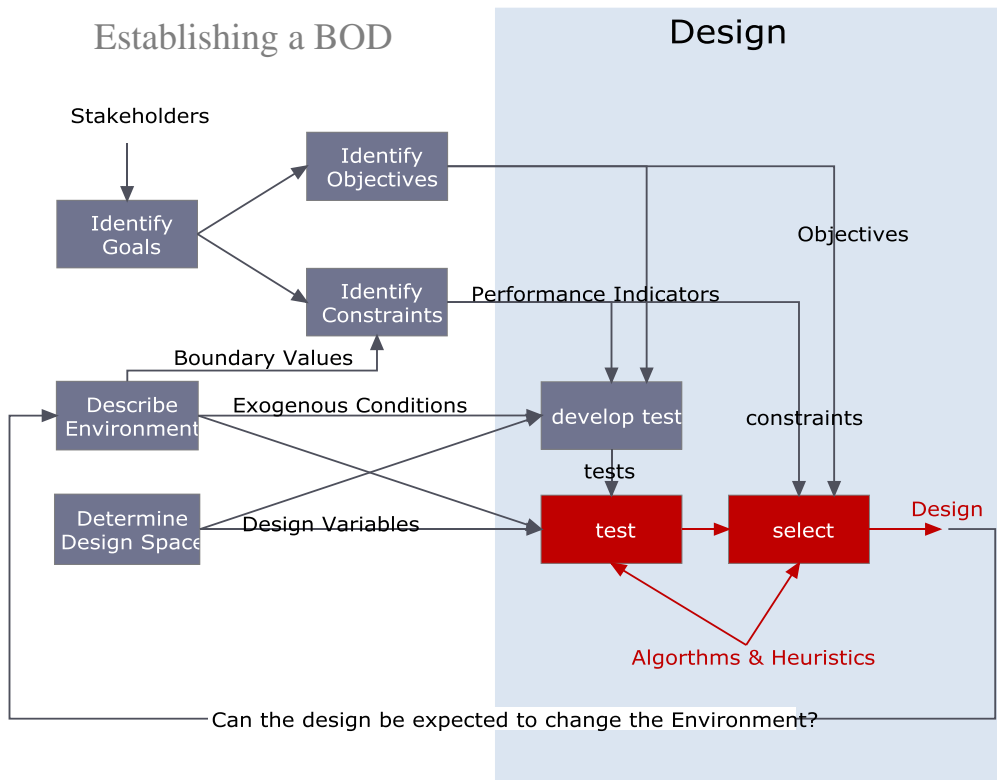 Establishing a BOD
Design
Stakeholders
Identify
Objectives
Identify
Goals
Objectives
Identify
Constraints
Performance Indicators
Boundary Values
Describe
Environment
Exogenous Conditions
develop test
constraints
tests
Determine
Design Space
Design Variables
test
select
Design
Algorthms & Heuristics
Can the design be expected to change the Environment?